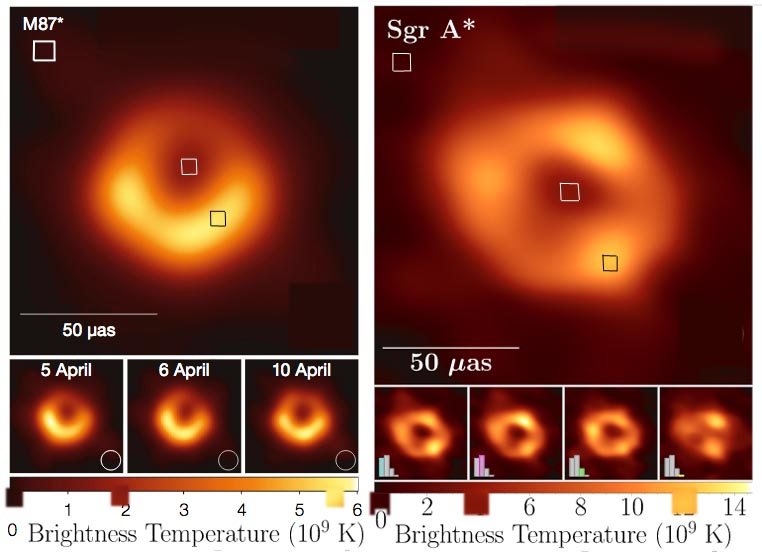 M87*
50 µas
5 April
6 April
10 April
0 1 2 3 4 5 6
Brightness Temperature (10⁹ K)
Sgr A*
50 µas
0 2 6 8 10 14
Brightness Temperature (10⁹ K)